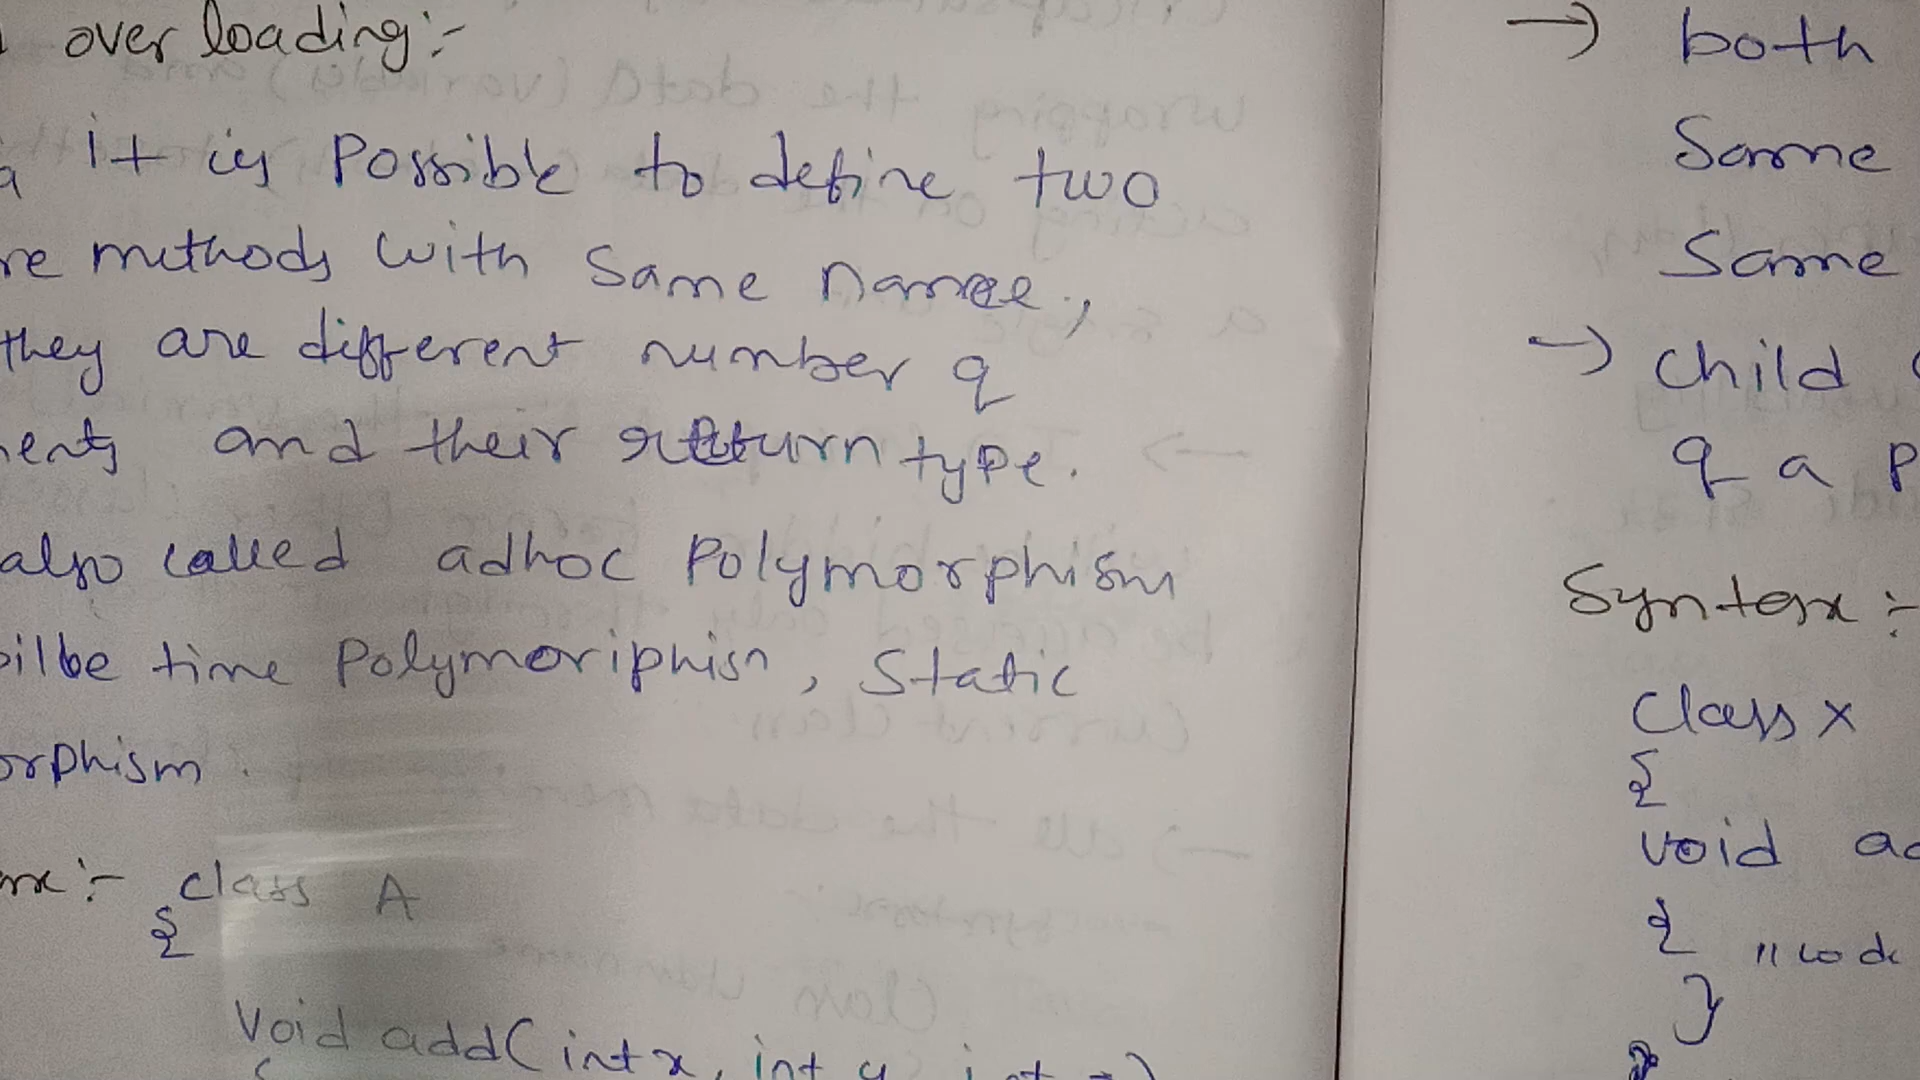 over loading:-
it is possible to define two
re methods with same name,
they are different number of
ents and their return type.
also called adhoc polymorphism
pilbe time polymoriphism, static
orphism.
class A
{
void add(int x, int y, int
→ both
Same
Same
→ child
of a P
Syntax:-
class x
{
void ad
{ // code
}
}